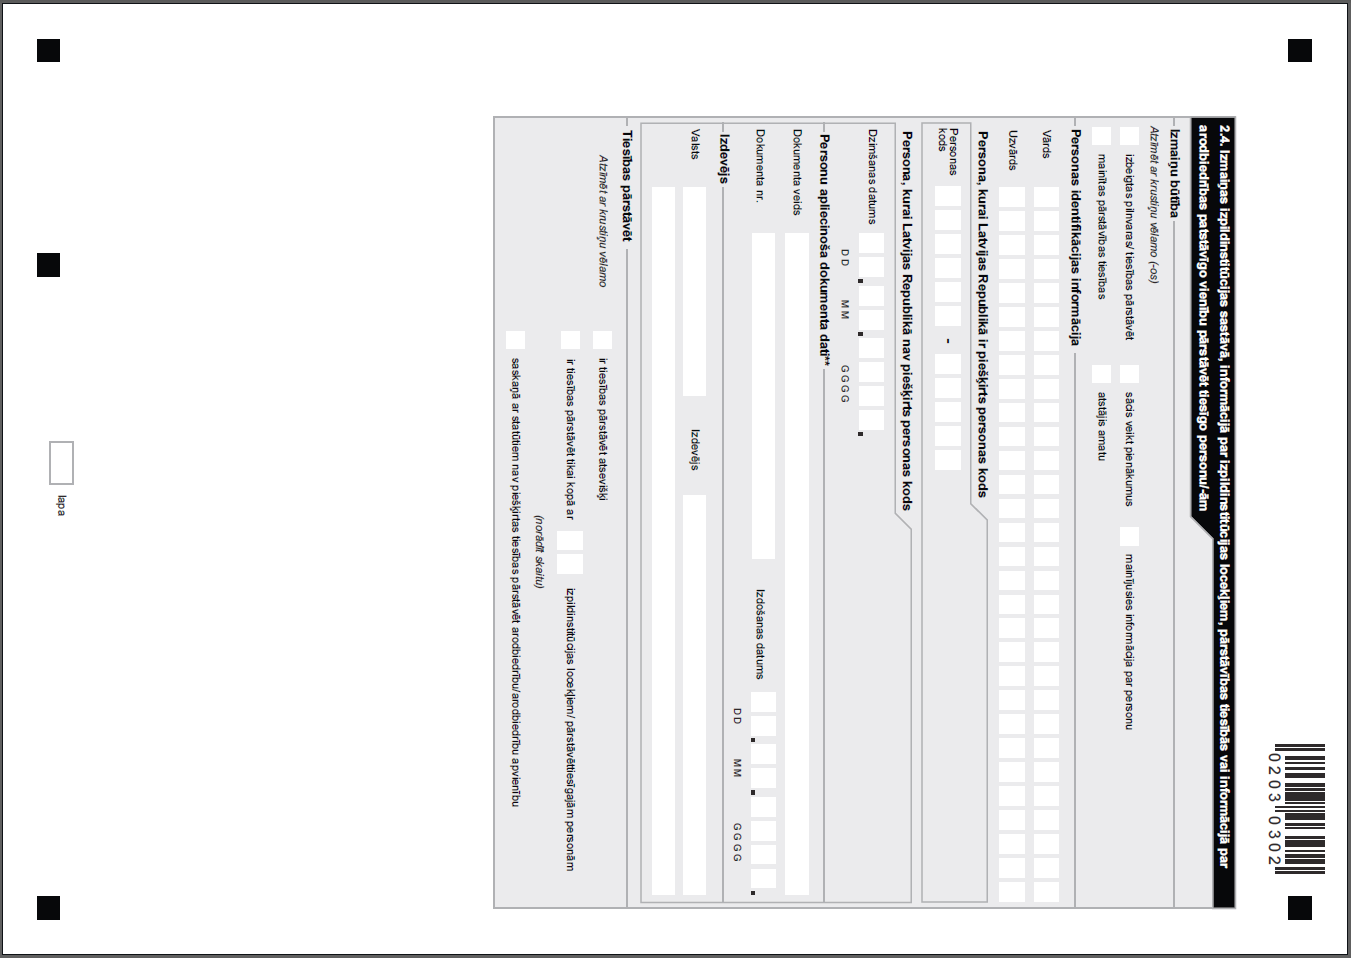 0203 0302
2.4. Izmaiņas izpildinstitūcijas sastāvā, informācijā par izpildinstitūcijas locekļiem, pārstāvības tiesībās vai informācijā par
arodbiedrības patstāvīgo vienību pārstāvēt tiesīgo personu/-ām
Izmaiņu būtība
Atzīmēt ar krustiņu vēlamo (-os)
izbeigtas pilnvaras/ tiesības pārstāvēt sācis veikt pienākumus mainījusies informācija par personu
mainītas pārstāvības tiesības atstājis amatu
Personas identifikācijas informācija
Vārds
Uzvārds
Persona, kurai Latvijas Republikā ir piešķirts personas kods
Personas
kods -
Persona, kurai Latvijas Republikā nav piešķirts personas kods
Dzimšanas datums
DD MM GGGG
Personu apliecinoša dokumenta dati**
Dokumenta veids
Dokumenta nr. Izdošanas datums
DD MM GGGG
Izdevējs
Valsts Izdevējs
Tiesības pārstāvēt
Atzīmēt ar krustiņu vēlamo
ir tiesības pārstāvēt atsevišķi
ir tiesības pārstāvēt tikai kopā ar izpildinstitūcijas locekļiem/ pārstāvēttiesīgajām personām
(norādīt skaitu)
saskaņā ar statūtiem nav piešķirtas tiesības pārstāvēt arodbiedrību/arodbiedrību apvienību
lapa